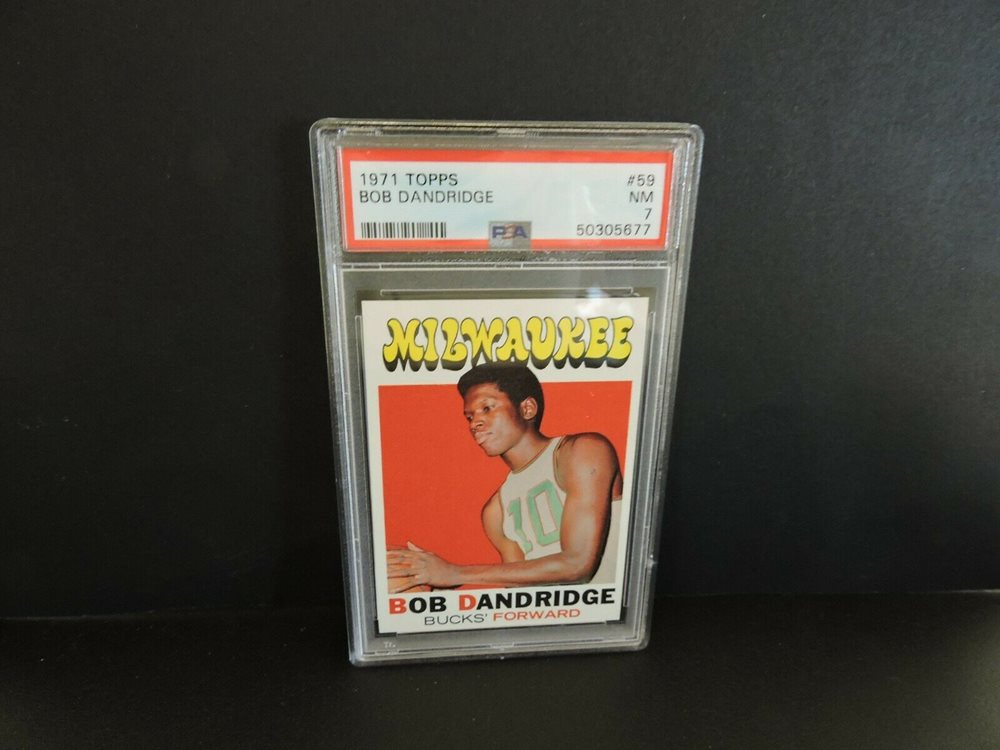 1971 TOPPS #59
BOB DANDRIDGE NM
7
PSA 50305677
MILWAUKEE
10
BOB DANDRIDGE
BUCKS' FORWARD